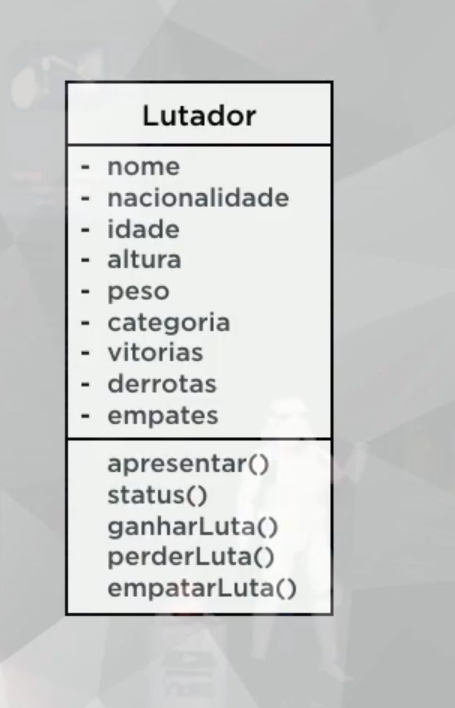 Lutador
- nome
- nacionalidade
- idade
- altura
- peso
- categoria
- vitorias
- derrotas
- empates
apresentar()
status()
ganharLuta()
perderLuta()
empatarLuta()